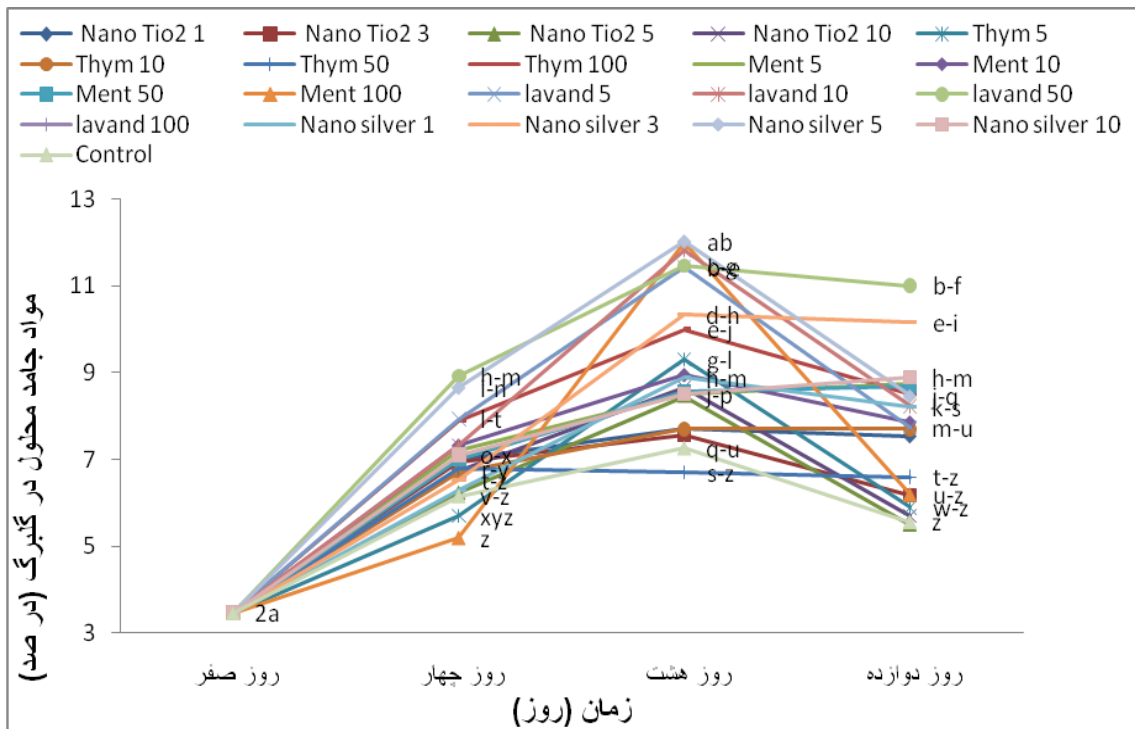 Nano Tio2 1 Nano Tio2 3 Nano Tio2 5 Nano Tio2 10 Thym 5
Thym 10 Thym 50 Thym 100 Ment 5 Ment 10
Ment 50 Ment 100 lavand 5 lavand 10 lavand 50
lavand 100 Nano silver 1 Nano silver 3 Nano silver 5 Nano silver 10
Control
مواد جامد محلول در گلبرگ (در صد)
13
11
9
7
5
3
2a
h-m
l-t
o-x
v-z
xyz
z
ab
d-h
e-j
g-l
h-m
j-p
q-u
s-z
b-f
e-i
h-m
k-s
m-u
t-z
u-z
w-z
z
روز صفر روز چهار روز هشت روز دوازده
زمان (روز)